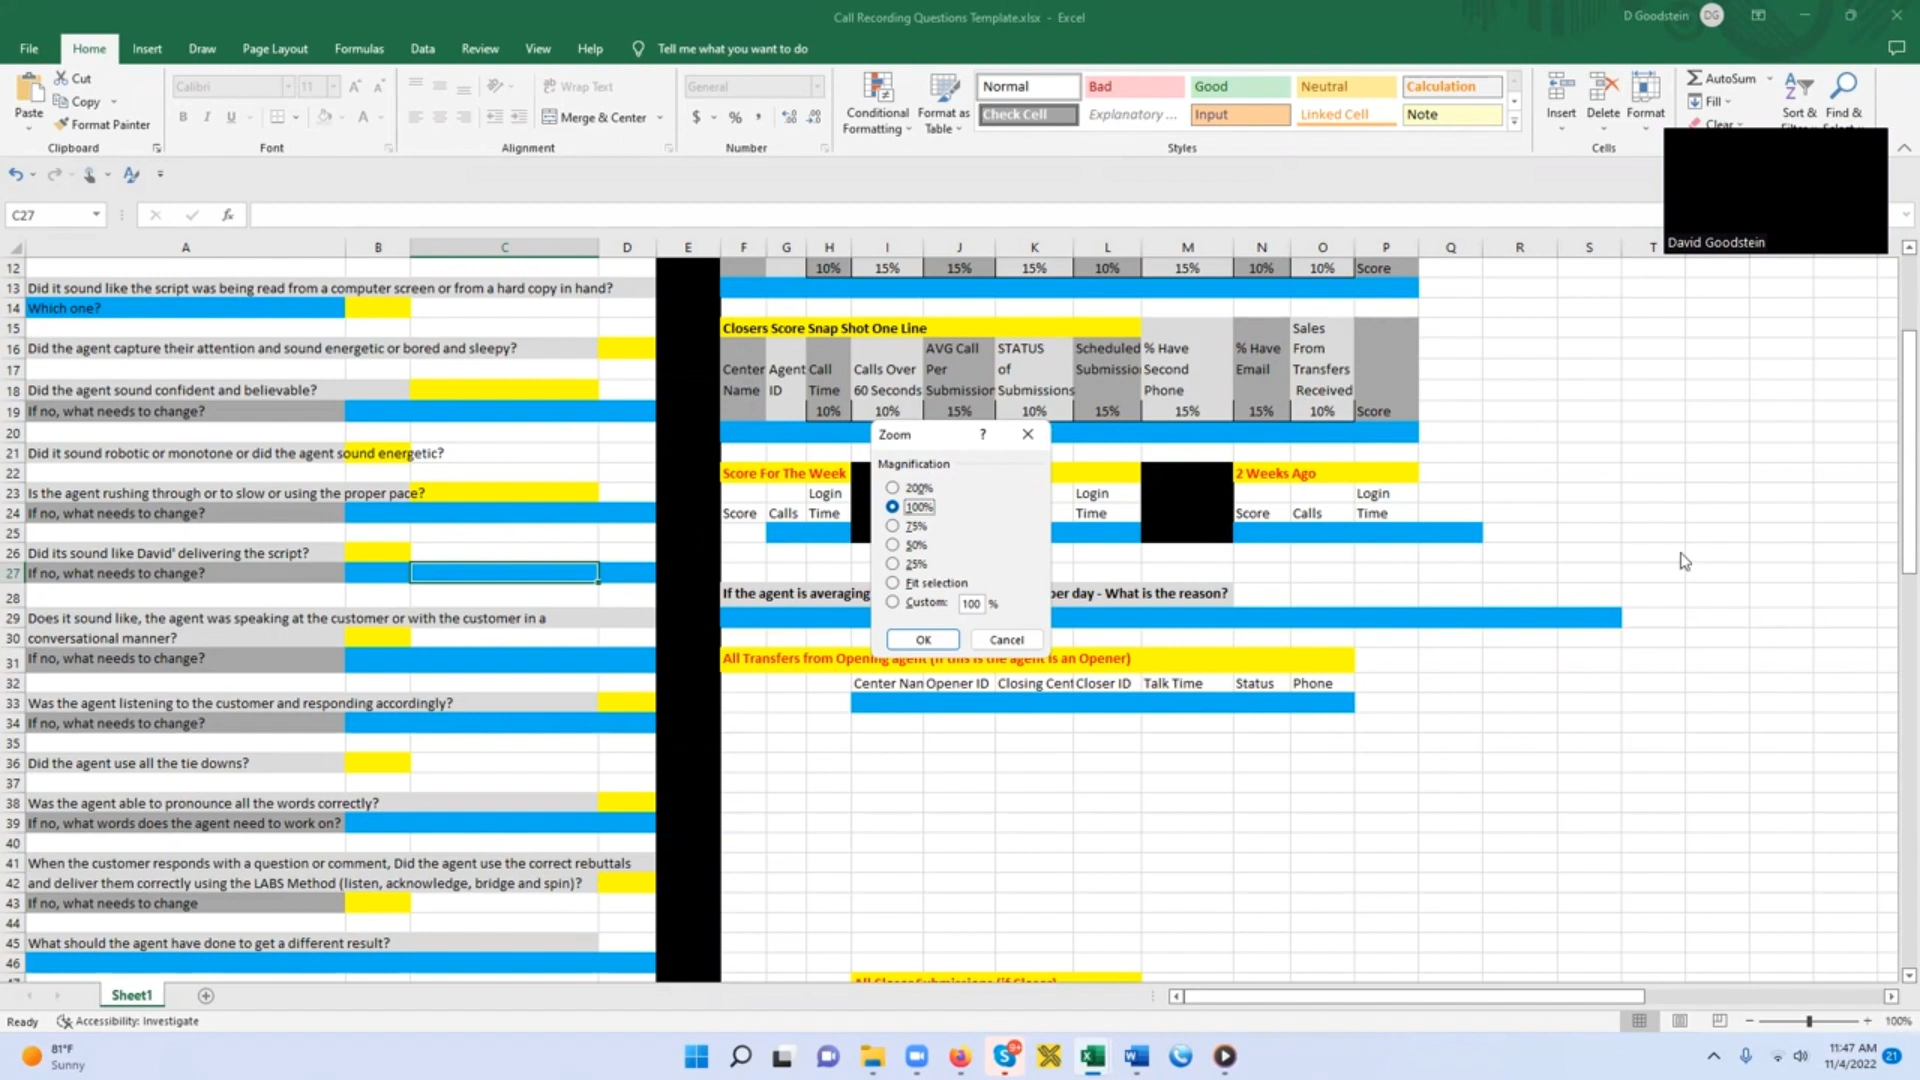 Call Recording Questions Template.xlsx - Excel
D Goodstein DG
File Home Insert Draw Page Layout Formulas Data Review View Help Tell me what you want to do
Paste
Cut
Copy
Format Painter
Clipboard
Calibri 11
B I U
Font
Wrap Text
Merge & Center
Alignment
General
$ % ,
Number
Conditional Formatting
Format as Table
Normal Bad Good Neutral Calculation
Check Cell Explanatory ... Input Linked Cell Note
Styles
Insert Delete Format
Cells
AutoSum
Fill
Clear
Sort &
Find &
David Goodstein
C27
fx
A B C D E F G H I J K L M N O P Q R S T
12
13 Did it sound like the script was being read from a computer screen or from a hard copy in hand?
14 Which one?
15
16 Did the agent capture their attention and sound energetic or bored and sleepy?
17
18 Did the agent sound confident and believable?
19 If no, what needs to change?
20
21 Did it sound robotic or monotone or did the agent sound energetic?
22
23 Is the agent rushing through or to slow or using the proper pace?
24 If no, what needs to change?
25
26 Did its sound like David' delivering the script?
27 If no, what needs to change?
28
29 Does it sound like, the agent was speaking at the customer or with the customer in a
30 conversational manner?
31 If no, what needs to change?
32
33 Was the agent listening to the customer and responding accordingly?
34 If no, what needs to change?
35
36 Did the agent use all the tie downs?
37
38 Was the agent able to pronounce all the words correctly?
39 If no, what words does the agent need to work on?
40
41 When the customer responds with a question or comment, Did the agent use the correct rebuttals
42 and deliver them correctly using the LABS Method (listen, acknowledge, bridge and spin)?
43 If no, what needs to change
44
45 What should the agent have done to get a different result?
46
10% 15% 15% 15% 10% 15% 10% 10% Score
Closers Score Snap Shot One Line
Sales
AVG Call STATUS Scheduled % Have % Have From
Center Agent Call Calls Over Per of Submissio Second Email Transfers
Name ID Time 60 Seconds Submission Submissions Phone Received
10% 10% 15% 10% 15% 15% 15% 10% Score
Score For The Week
2 Weeks Ago
Login Login Login
Score Calls Time Time Score Calls Time
If the agent is averaging
per day - What is the reason?
All Transfers from Opening agent (if this is the agent is an Opener)
Center Nan Opener ID Closing Cent Closer ID Talk Time Status Phone
All Closer Submissions (if Closer)
Zoom ?
Magnification
200%
100%
75%
50%
25%
Fit selection
Custom: 100 %
OK Cancel
Sheet1
Ready Accessibility: Investigate
100%
81°F
Sunny
9+
11:47 AM
11/4/2022
21